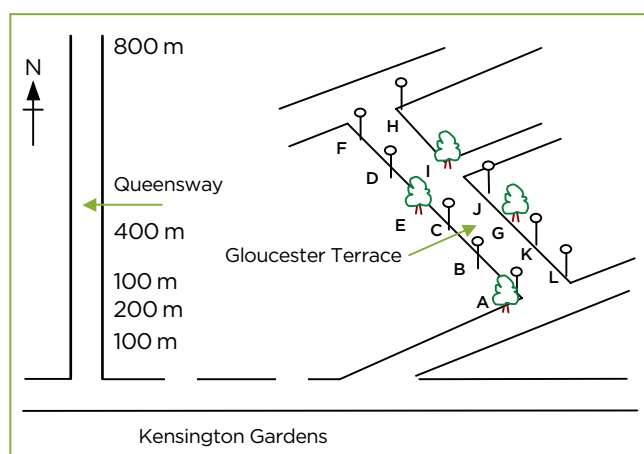 800 m
N
H
F
D
I
Queensway
E
J
C
G
400 m
K
Gloucester Terrace
B
L
100 m
A
200 m
100 m
Kensington Gardens